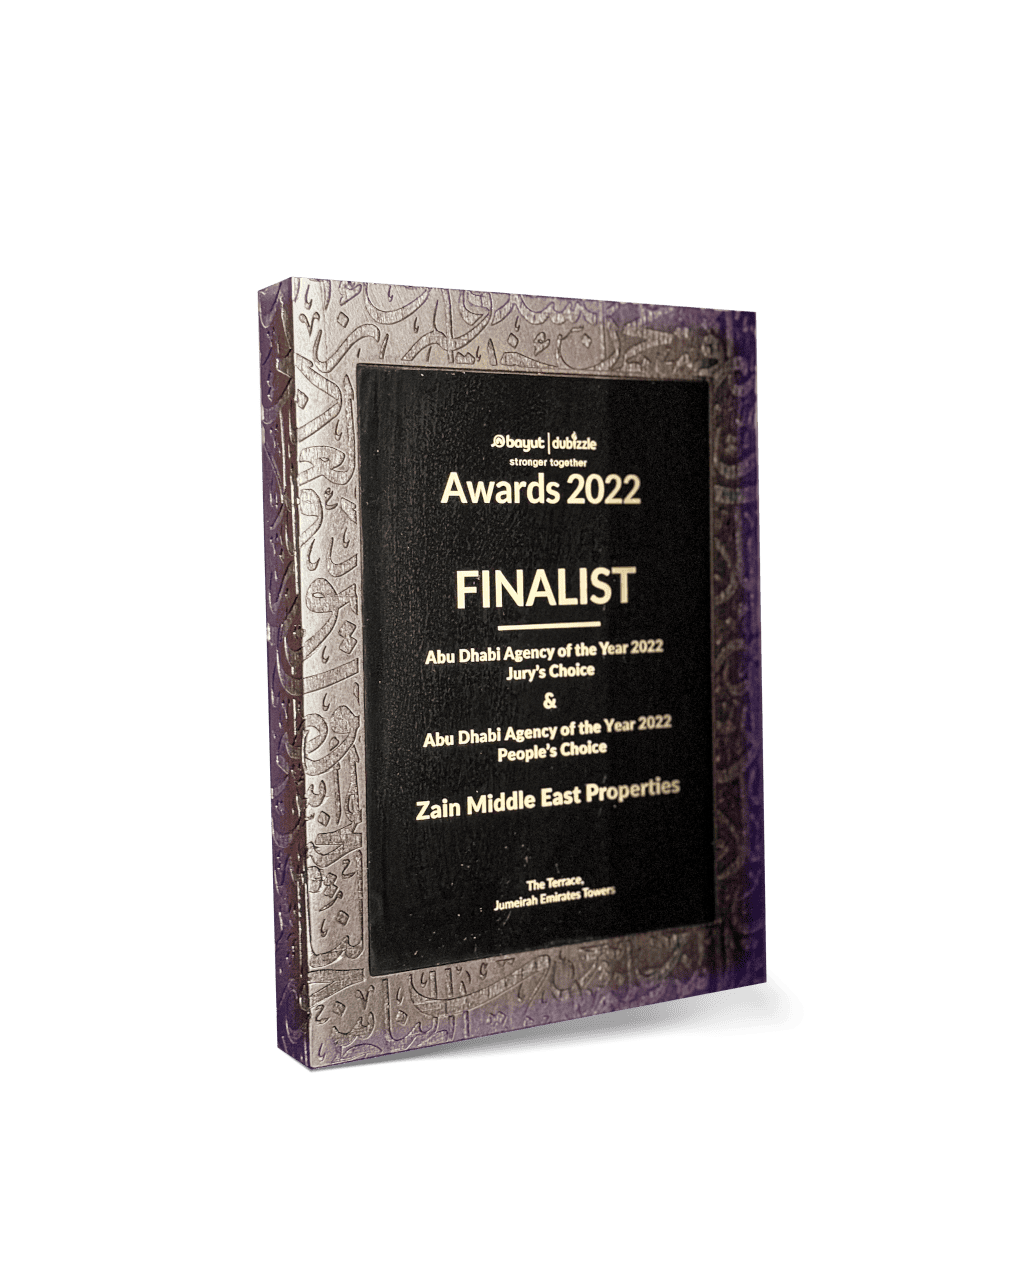 bayut | dubizzle
stronger together
Awards 2022
FINALIST
Abu Dhabi Agency of the Year 2022
Jury's Choice
&
Abu Dhabi Agency of the Year 2022
People's Choice
Zain Middle East Properties
The Terrace,
Jumeirah Emirates Towers